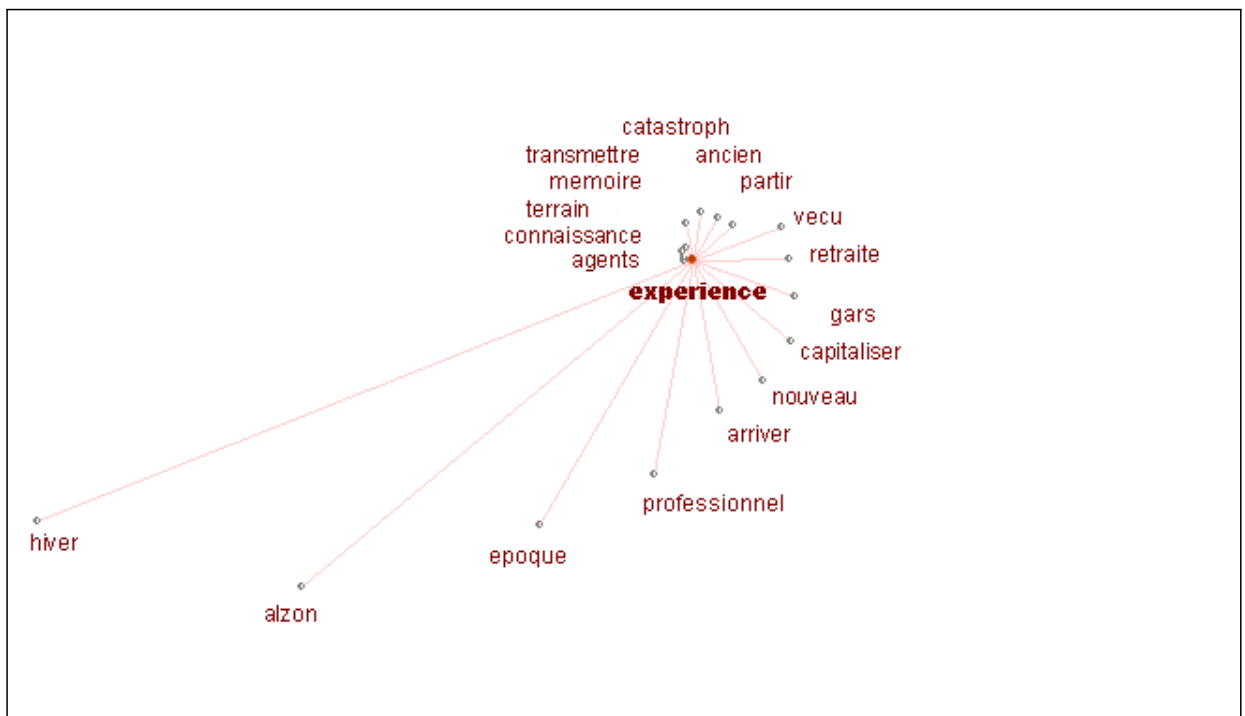 catastroph
transmettre
ancien
memoire
partir
terrain
vecu
connaissance
retraite
agents
experience
gars
capitaliser
nouveau
arriver
professionnel
hiver
epoque
alzon